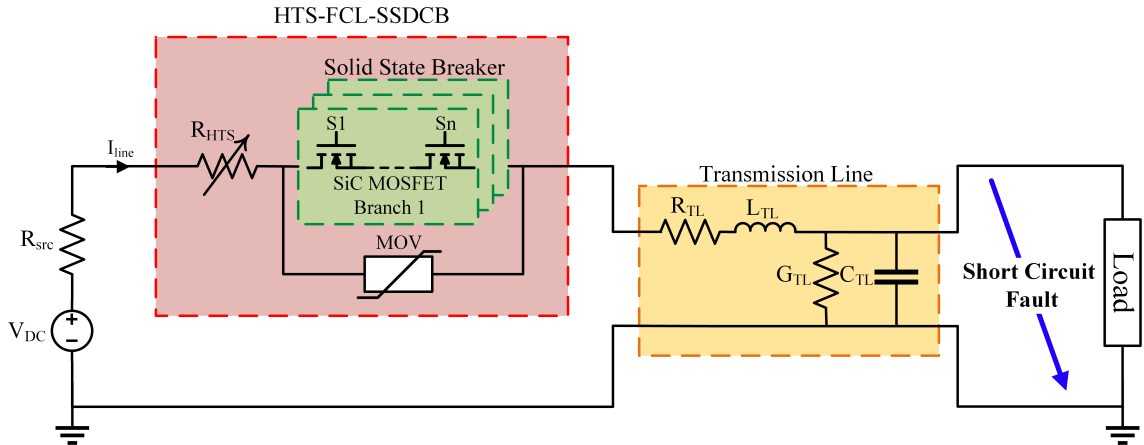 HTS-FCL-SSDCB
Solid State Breaker
S1
Sn
SiC MOSFET
Branch 1
MOV
R_HTS
I_line
R_src
V_DC
+
−
Transmission Line
R_TL
L_TL
G_TL
C_TL
Short Circuit
Fault
Load